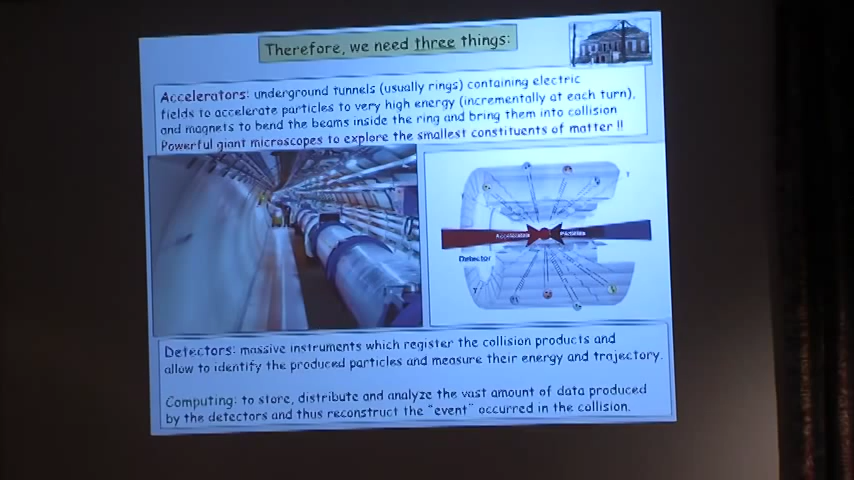 Therefore, we need three things:
Accelerators: underground tunnels (usually rings) containing electric
fields to accelerate particles to very high energy (incrementally at each turn),
and magnets to bend the beams inside the ring and bring them into collision
Powerful giant microscopes to explore the smallest constituents of matter !!
Accelerated Particles
Detector
Detectors: massive instruments which register the collision products and
allow to identify the produced particles and measure their energy and trajectory.
Computing: to store, distribute and analyze the vast amount of data produced
by the detectors and thus reconstruct the "event" occurred in the collision.